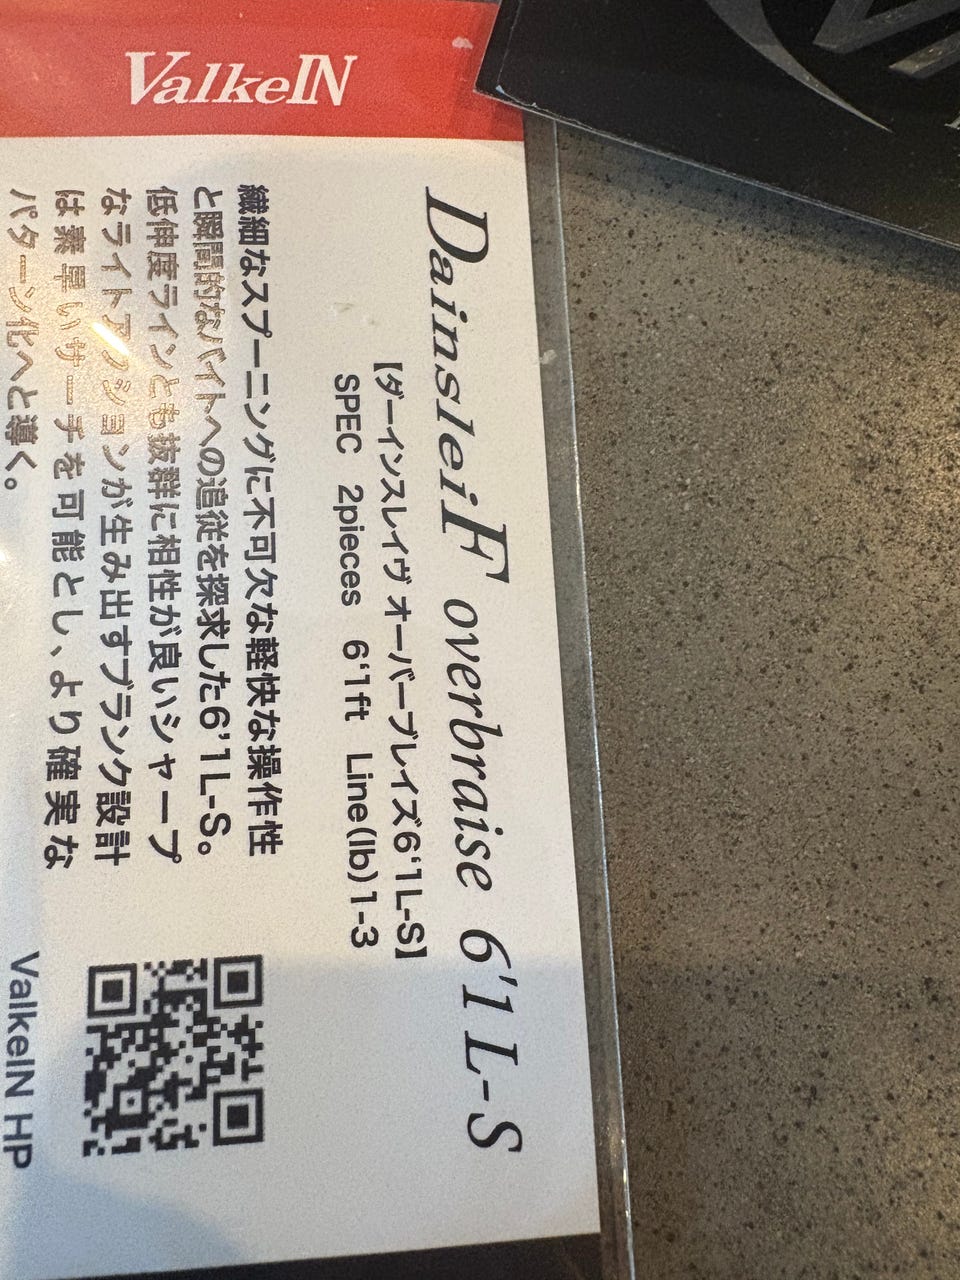 ValkeIN
DainsleiF overbraise 6'1 L-S
【ダーインスレイヴ オーバーブレイズ6'1L-S】
SPEC 2pieces 6'1ft Line(lb)1-3
繊細なスプーニングに不可欠な軽快な操作性
と瞬間的なバイトへの追従を探求した6'1L-S。
低伸度ラインとも抜群に相性が良いシャープ
なライトアクションが生み出すブランク設計
は素早いサーチを可能とし、より確実な
パターン化へと導く。
ValkeIN HP